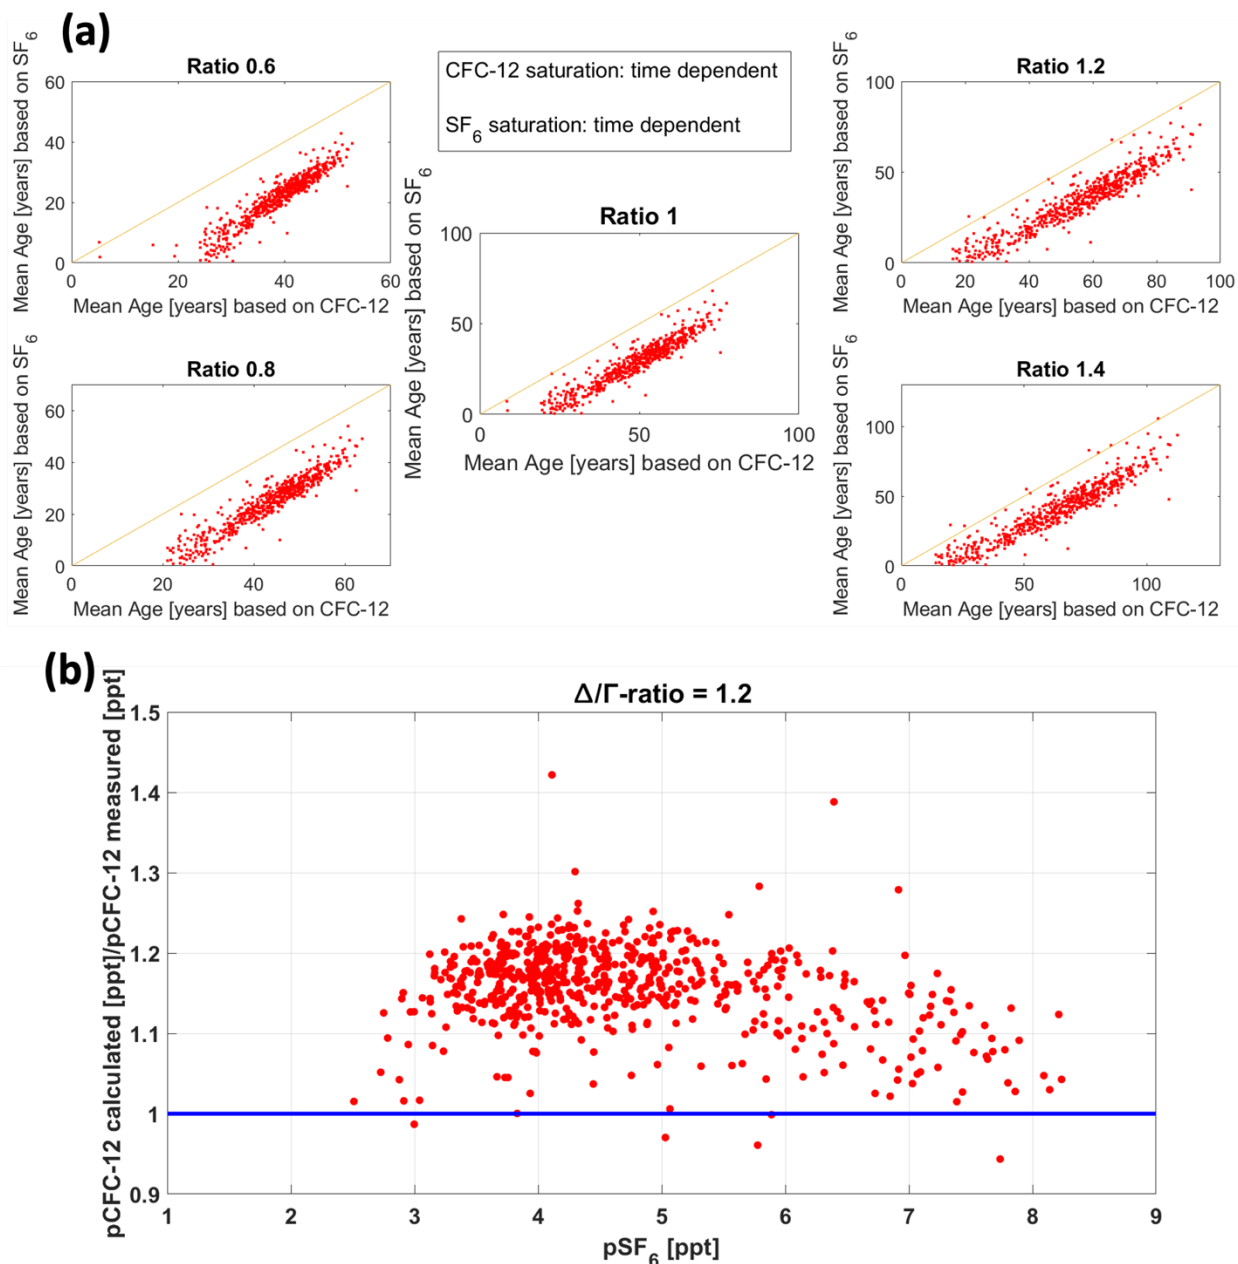 (a)
Ratio 0.6
Mean Age [years] based on SF6
60
40
20
0
0 20 40 60
Mean Age [years] based on CFC-12
CFC-12 saturation: time dependent
SF6 saturation: time dependent
Ratio 1.2
Mean Age [years] based on SF6
100
50
0
0 20 40 60 80 100
Mean Age [years] based on CFC-12
Ratio 1
Mean Age [years] based on SF6
100
50
0
0 50 100
Mean Age [years] based on CFC-12
Ratio 0.8
Mean Age [years] based on SF6
60
40
20
0
0 20 40 60
Mean Age [years] based on CFC-12
Ratio 1.4
Mean Age [years] based on SF6
100
50
0
0 50 100
Mean Age [years] based on CFC-12
(b)
Δ/Γ-ratio = 1.2
pCFC-12 calculated [ppt]/pCFC-12 measured [ppt]
1.5
1.4
1.3
1.2
1.1
1
0.9
1 2 3 4 5 6 7 8 9
pSF6 [ppt]